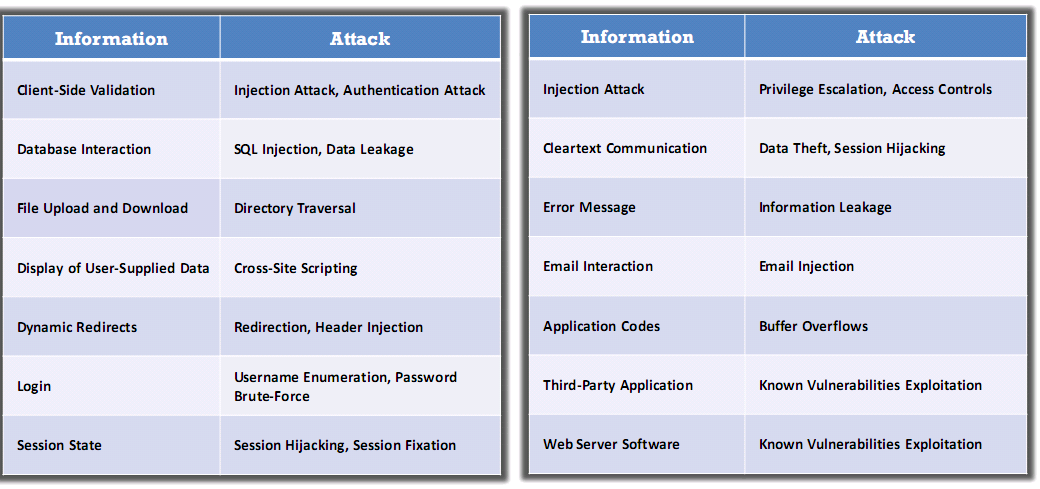 Information Attack
Client-Side Validation Injection Attack, Authentication Attack
Database Interaction SQL Injection, Data Leakage
File Upload and Download Directory Traversal
Display of User-Supplied Data Cross-Site Scripting
Dynamic Redirects Redirection, Header Injection
Login Username Enumeration, Password
Brute-Force
Session State Session Hijacking, Session Fixation
Information Attack
Injection Attack Privilege Escalation, Access Controls
Cleartext Communication Data Theft, Session Hijacking
Error Message Information Leakage
Email Interaction Email Injection
Application Codes Buffer Overflows
Third-Party Application Known Vulnerabilities Exploitation
Web Server Software Known Vulnerabilities Exploitation